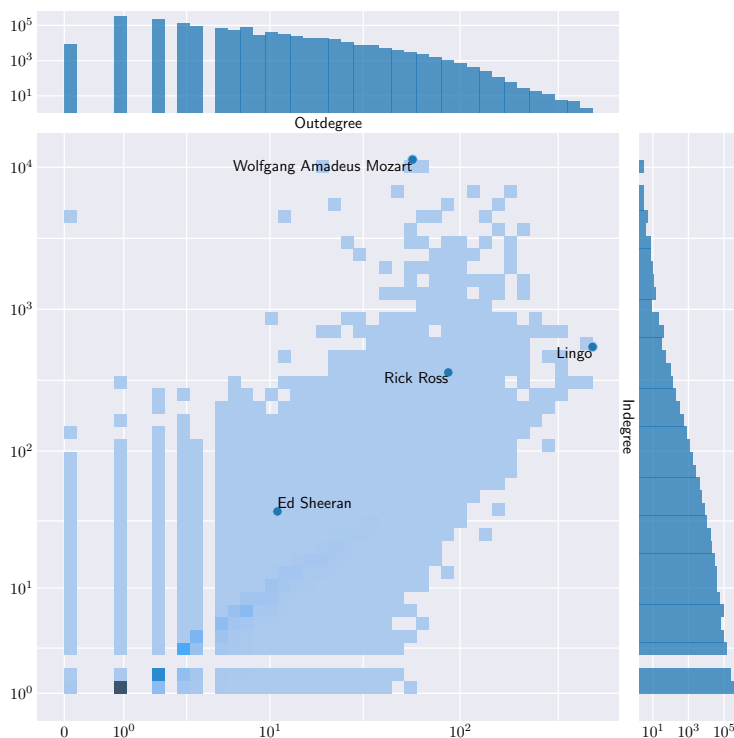 10^5
10^3
10^1
Outdegree
10^4
Wolfgang Amadeus Mozart
10^3
Lingo
Rick Ross
Indegree
10^2
Ed Sheeran
10^1
10^0
0 10^0 10^1 10^2
10^1 10^3 10^5